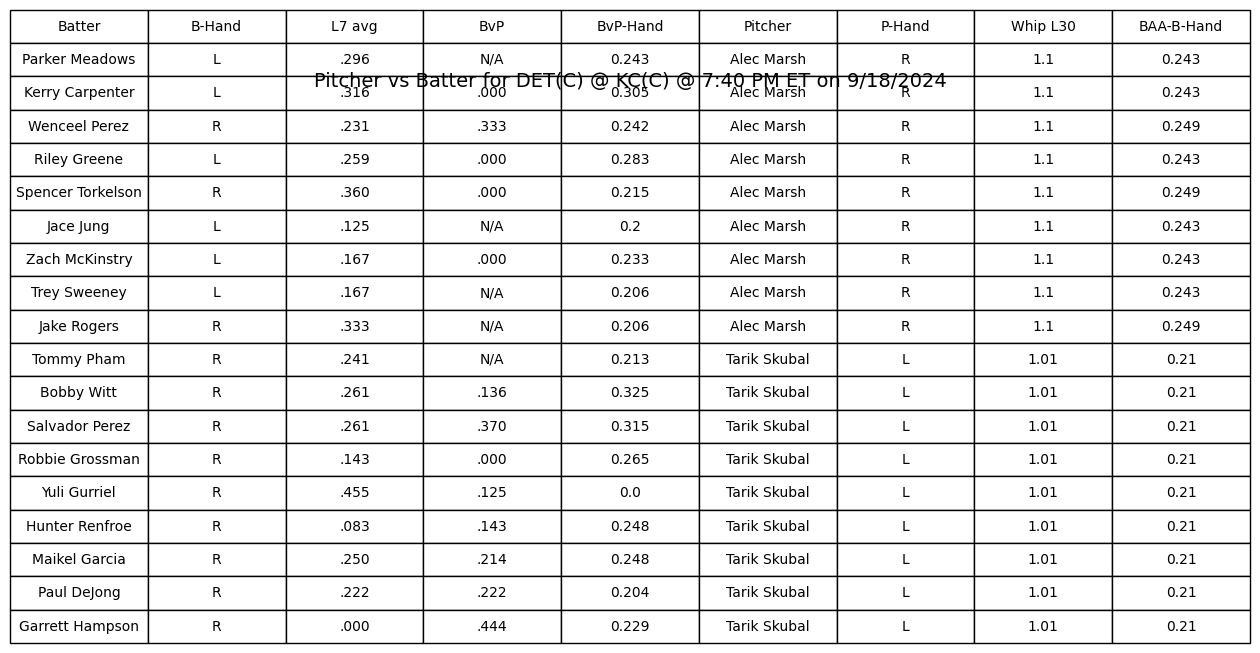 Batter B-Hand L7 avg BvP BvP-Hand Pitcher P-Hand Whip L30 BAA-B-Hand
Parker Meadows L .296 N/A 0.243 Alec Marsh R 1.1 0.243
Pitcher vs Batter for DET(C) @ KC(C) @ 7:40 PM ET on 9/18/2024
Kerry Carpenter L .316 .000 0.305 Alec Marsh R 1.1 0.243
Wenceel Perez R .231 .333 0.242 Alec Marsh R 1.1 0.249
Riley Greene L .259 .000 0.283 Alec Marsh R 1.1 0.243
Spencer Torkelson R .360 .000 0.215 Alec Marsh R 1.1 0.249
Jace Jung L .125 N/A 0.2 Alec Marsh R 1.1 0.243
Zach McKinstry L .167 .000 0.233 Alec Marsh R 1.1 0.243
Trey Sweeney L .167 N/A 0.206 Alec Marsh R 1.1 0.243
Jake Rogers R .333 N/A 0.206 Alec Marsh R 1.1 0.249
Tommy Pham R .241 N/A 0.213 Tarik Skubal L 1.01 0.21
Bobby Witt R .261 .136 0.325 Tarik Skubal L 1.01 0.21
Salvador Perez R .261 .370 0.315 Tarik Skubal L 1.01 0.21
Robbie Grossman R .143 .000 0.265 Tarik Skubal L 1.01 0.21
Yuli Gurriel R .455 .125 0.0 Tarik Skubal L 1.01 0.21
Hunter Renfroe R .083 .143 0.248 Tarik Skubal L 1.01 0.21
Maikel Garcia R .250 .214 0.248 Tarik Skubal L 1.01 0.21
Paul DeJong R .222 .222 0.204 Tarik Skubal L 1.01 0.21
Garrett Hampson R .000 .444 0.229 Tarik Skubal L 1.01 0.21